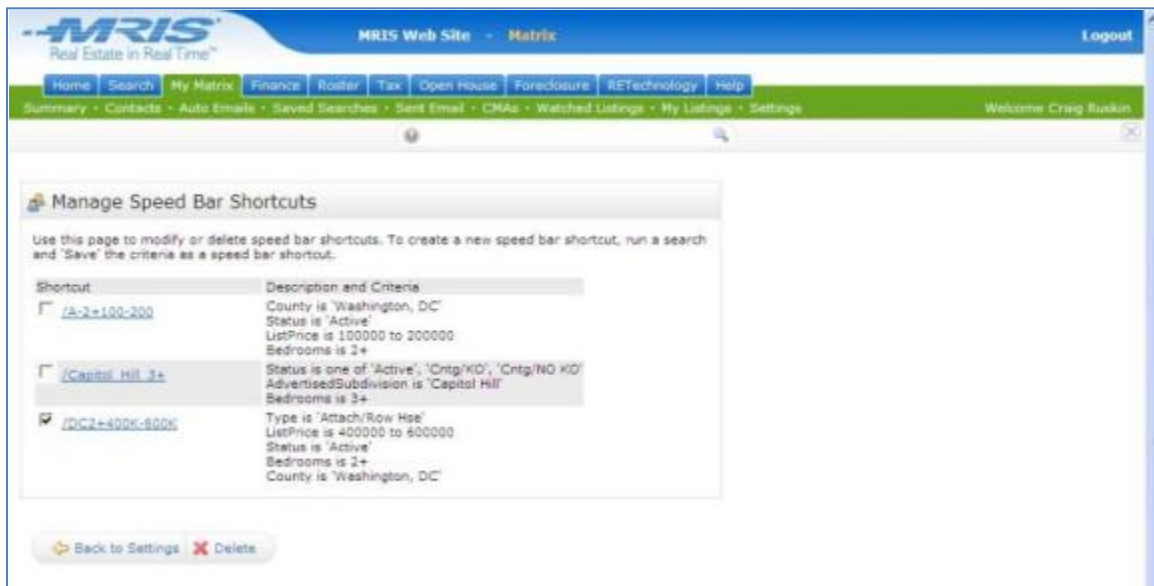 MRIS
Real Estate in Real Time™
MRIS Web Site - Matrix
Logout
Home Search My Matrix Finance Roster Tax Open House Foreclosure RETechnology Help
Summary • Contacts • Auto Emails • Saved Searches • Sent Email • CMAs • Watched Listings • My Listings • Settings
Welcome Craig Ruskin
Manage Speed Bar Shortcuts
Use this page to modify or delete speed bar shortcuts. To create a new speed bar shortcut, run a search
and 'Save' the criteria as a speed bar shortcut.
Shortcut Description and Criteria
/A-2+100-200
County is 'Washington, DC'
Status is 'Active'
ListPrice is 100000 to 200000
Bedrooms is 2+
/Capitol Hill 3+
Status is one of 'Active', 'Cntg/KO', 'Cntg/NO KO'
AdvertisedSubdivision is 'Capitol Hill'
Bedrooms is 3+
/DC2+400K-600K
Type is 'Attach/Row Hse'
ListPrice is 400000 to 600000
Status is 'Active'
Bedrooms is 2+
County is 'Washington, DC'
Back to Settings Delete